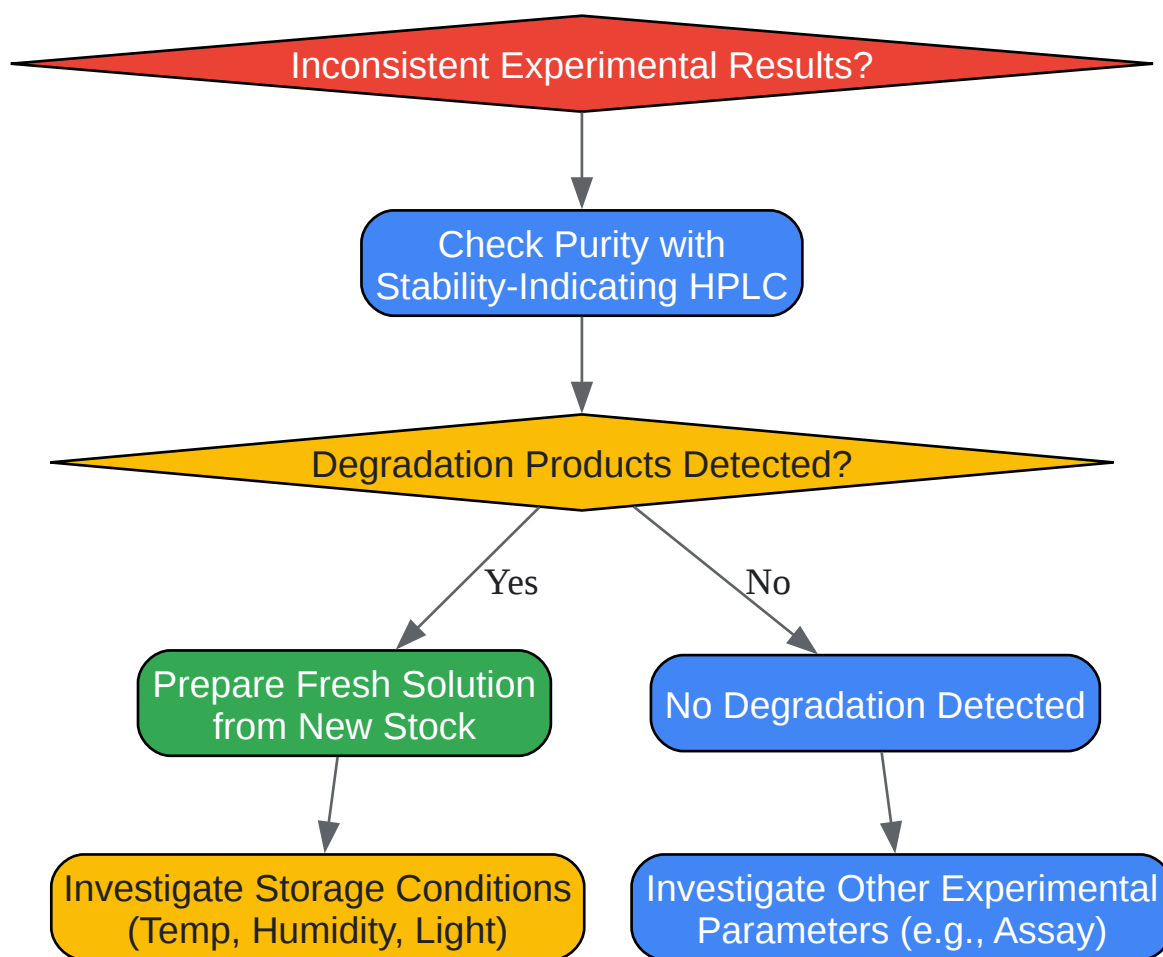 Inconsistent Experimental Results?
Check Purity with
Stability-Indicating HPLC
Degradation Products Detected?
Yes
No
Prepare Fresh Solution
from New Stock
No Degradation Detected
Investigate Storage Conditions
(Temp, Humidity, Light)
Investigate Other Experimental
Parameters (e.g., Assay)